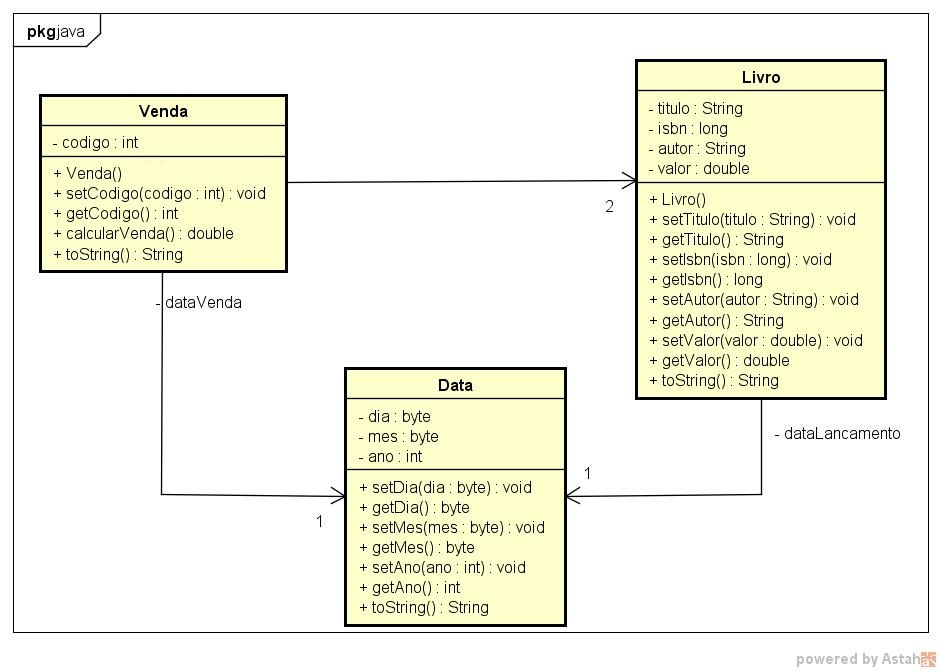 pkg java
Venda
- codigo : int
+ Venda()
+ setCodigo(codigo : int) : void
+ getCodigo() : int
+ calcularVenda() : double
+ toString() : String
Livro
- titulo : String
- isbn : long
- autor : String
- valor : double
+ Livro()
+ setTitulo(titulo : String) : void
+ getTitulo() : String
+ setIsbn(isbn : long) : void
+ getIsbn() : long
+ setAutor(autor : String) : void
+ getAutor() : String
+ setValor(valor : double) : void
+ getValor() : double
+ toString() : String
2
- dataVenda
- dataLancamento
1
1
Data
- dia : byte
- mes : byte
- ano : int
+ setDia(dia : byte) : void
+ getDia() : byte
+ setMes(mes : byte) : void
+ getMes() : byte
+ setAno(ano : int) : void
+ getAno() : int
+ toString() : String
powered by Astah